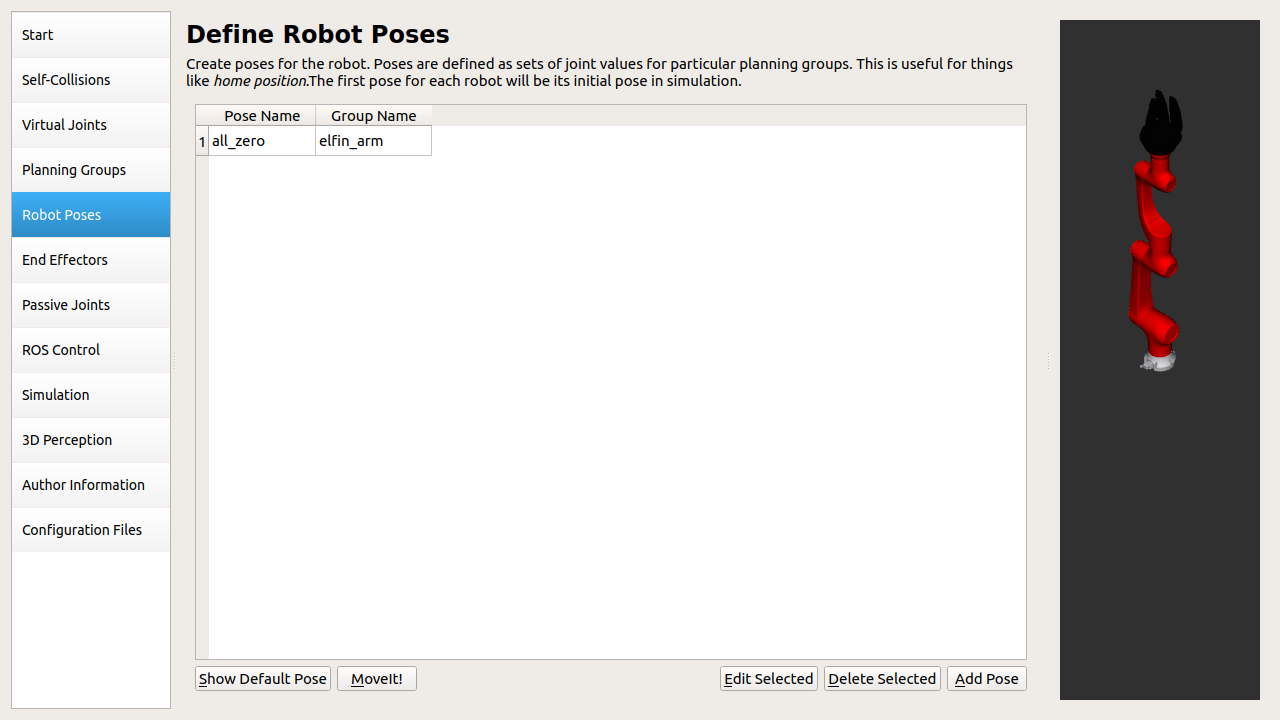 Start
Self-Collisions
Virtual Joints
Planning Groups
Robot Poses
End Effectors
Passive Joints
ROS Control
Simulation
3D Perception
Author Information
Configuration Files
Define Robot Poses
Create poses for the robot. Poses are defined as sets of joint values for particular planning groups. This is useful for things
like home position.The first pose for each robot will be its initial pose in simulation.
Pose Name Group Name
1 all_zero elfin_arm
Show Default Pose MoveIt! Edit Selected Delete Selected Add Pose